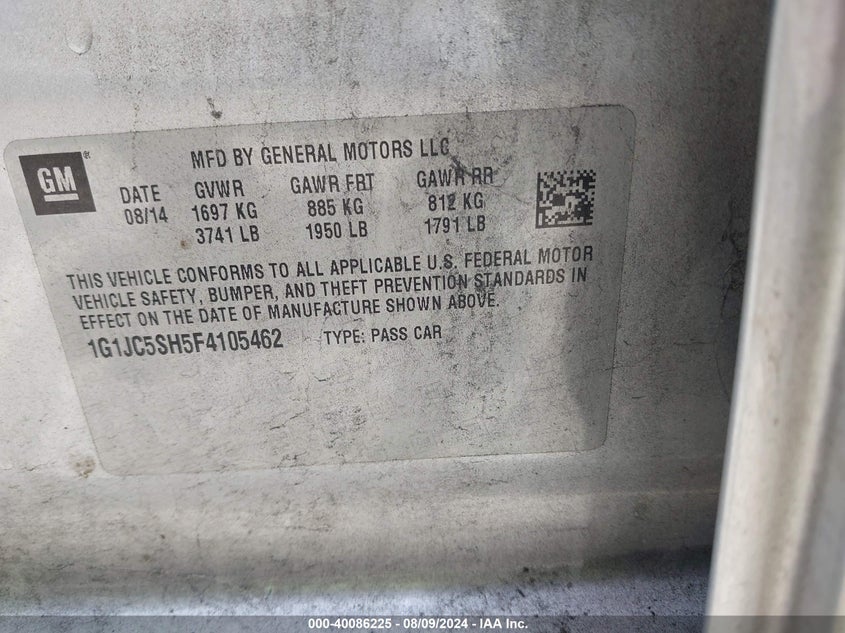 GM
MFD BY GENERAL MOTORS LLC
DATE GVWR GAWR FRT GAWR RR
08/14 1697 KG 885 KG 812 KG
3741 LB 1950 LB 1791 LB
THIS VEHICLE CONFORMS TO ALL APPLICABLE U.S. FEDERAL MOTOR
VEHICLE SAFETY, BUMPER, AND THEFT PREVENTION STANDARDS IN
EFFECT ON THE DATE OF MANUFACTURE SHOWN ABOVE.
1G1JC5SH5F4105462 TYPE: PASS CAR
000-40086225 - 08/09/2024 - IAA Inc.